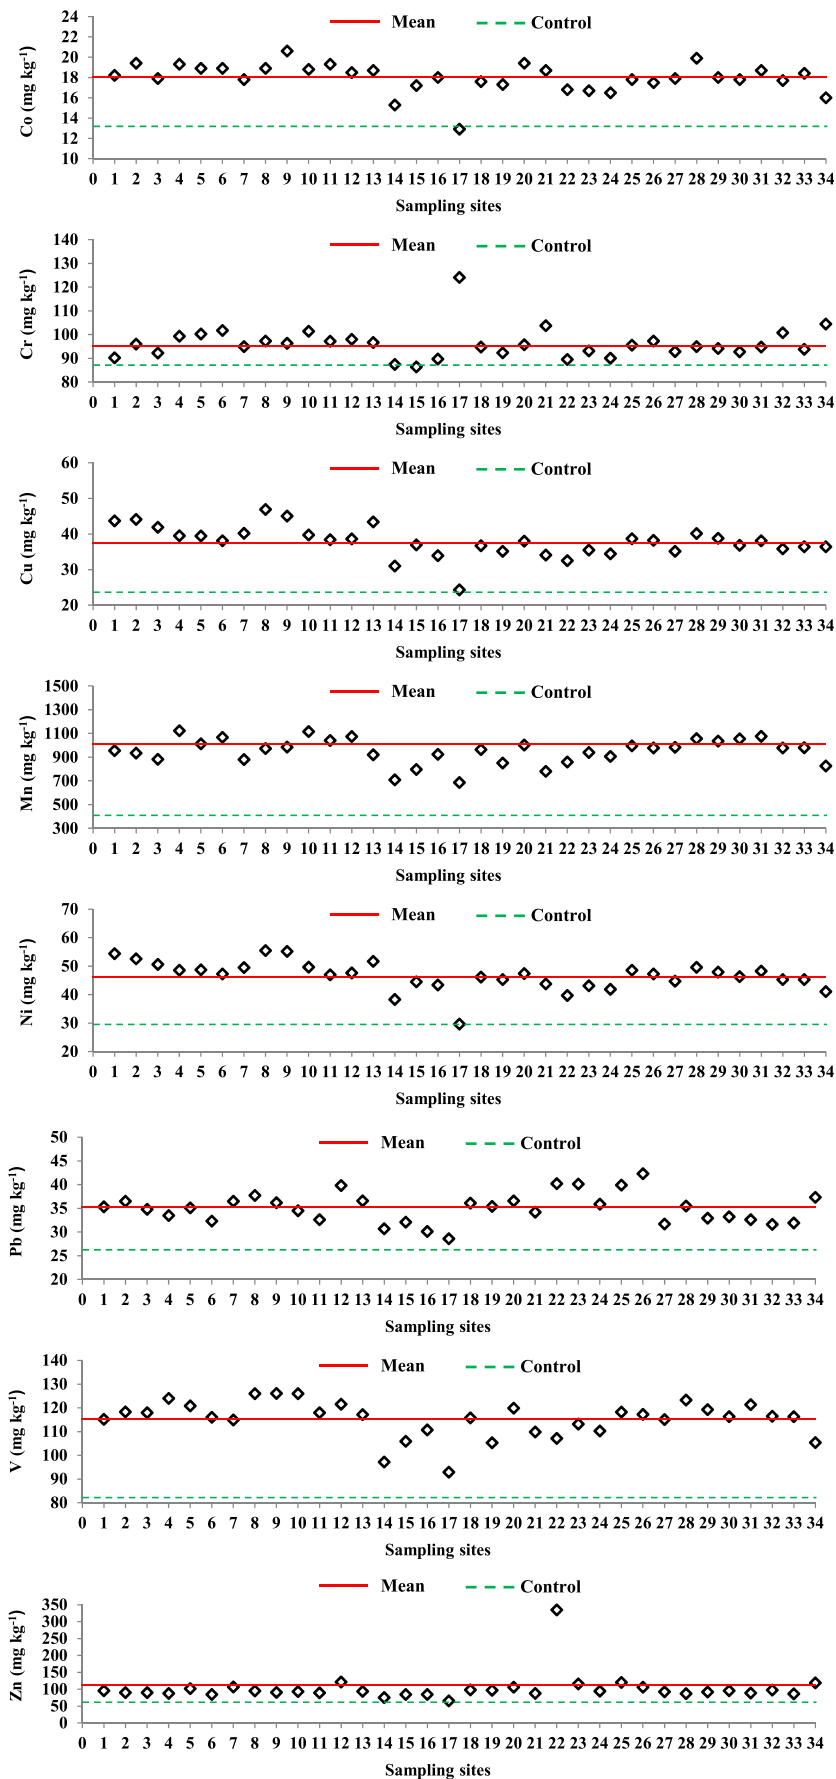 Mean Control
Co (mg kg-1)
24
22
20
18
16
14
12
10
0 1 2 3 4 5 6 7 8 9 10 11 12 13 14 15 16 17 18 19 20 21 22 23 24 25 26 27 28 29 30 31 32 33 34
Sampling sites
Mean Control
Cr (mg kg-1)
140
130
120
110
100
90
80
0 1 2 3 4 5 6 7 8 9 10 11 12 13 14 15 16 17 18 19 20 21 22 23 24 25 26 27 28 29 30 31 32 33 34
Sampling sites
Mean Control
Cu (mg kg-1)
60
50
40
30
20
0 1 2 3 4 5 6 7 8 9 10 11 12 13 14 15 16 17 18 19 20 21 22 23 24 25 26 27 28 29 30 31 32 33 34
Sampling sites
Mean Control
Mn (mg kg-1)
1500
1300
1100
900
700
500
300
0 1 2 3 4 5 6 7 8 9 10 11 12 13 14 15 16 17 18 19 20 21 22 23 24 25 26 27 28 29 30 31 32 33 34
Sampling sites
Mean Control
Ni (mg kg-1)
70
60
50
40
30
20
0 1 2 3 4 5 6 7 8 9 10 11 12 13 14 15 16 17 18 19 20 21 22 23 24 25 26 27 28 29 30 31 32 33 34
Sampling sites
Mean Control
Pb (mg kg-1)
50
45
40
35
30
25
20
0 1 2 3 4 5 6 7 8 9 10 11 12 13 14 15 16 17 18 19 20 21 22 23 24 25 26 27 28 29 30 31 32 33 34
Sampling sites
Mean Control
V (mg kg-1)
140
130
120
110
100
90
80
0 1 2 3 4 5 6 7 8 9 10 11 12 13 14 15 16 17 18 19 20 21 22 23 24 25 26 27 28 29 30 31 32 33 34
Sampling sites
Mean Control
Zn (mg kg-1)
350
300
250
200
150
100
50
0
0 1 2 3 4 5 6 7 8 9 10 11 12 13 14 15 16 17 18 19 20 21 22 23 24 25 26 27 28 29 30 31 32 33 34
Sampling sites